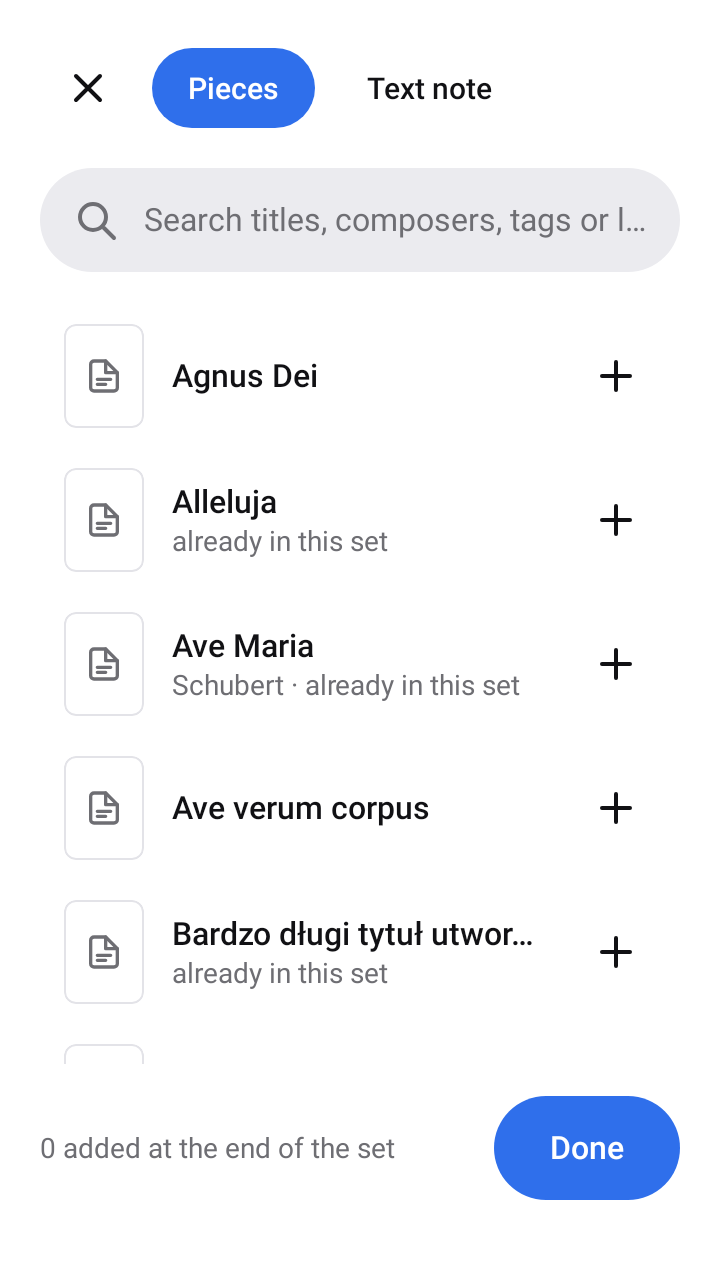 Pieces
Text note
Search titles, composers, tags or l…
Agnus Dei
Alleluja
already in this set
Ave Maria
Schubert · already in this set
Ave verum corpus
Bardzo długi tytuł utwor…
already in this set
0 added at the end of the set
Done